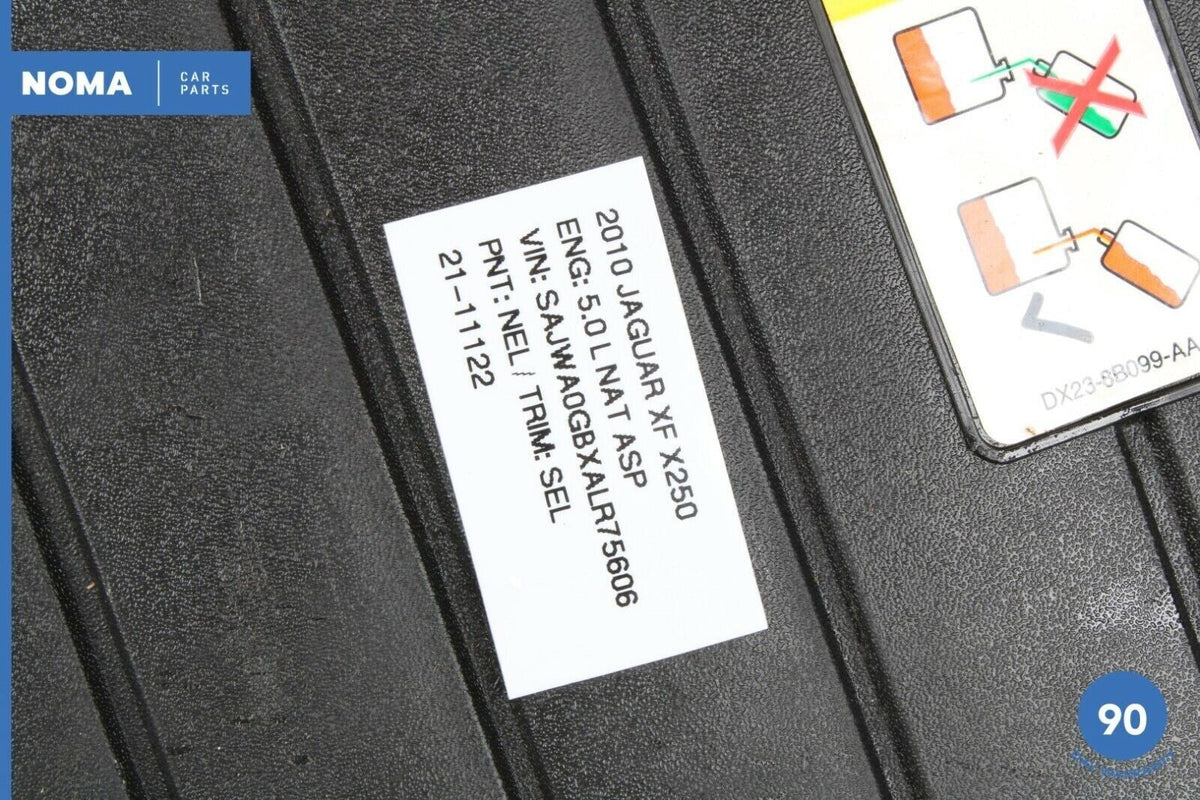 NOMA
CAR
PARTS
2010 JAGUAR XF X250
ENG: 5.0 L NAT ASP
VIN: SAJWA0GBXALR75606
PNT: NEL / TRIM: SEL
21-11122
DX23-8B099-AA
90